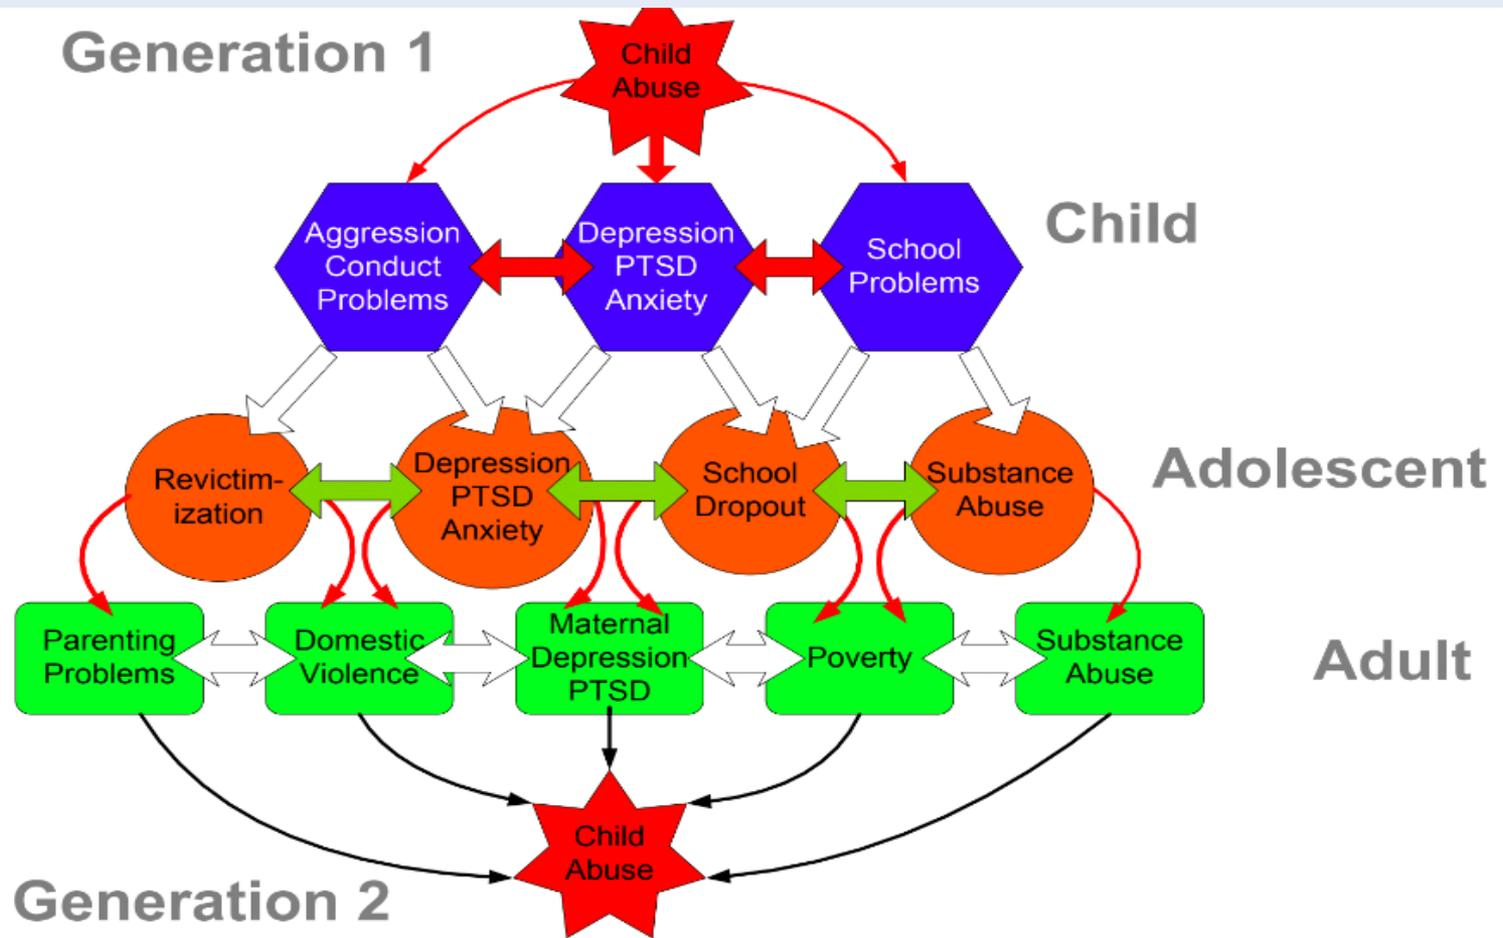 Generation 1
Child
Abuse
Aggression
Conduct
Problems
Depression
PTSD
Anxiety
School
Problems
Child
Revictim-
ization
Depression
PTSD
Anxiety
School
Dropout
Substance
Abuse
Adolescent
Parenting
Problems
Domestic
Violence
Maternal
Depression
PTSD
Poverty
Substance
Abuse
Adult
Child
Abuse
Generation 2